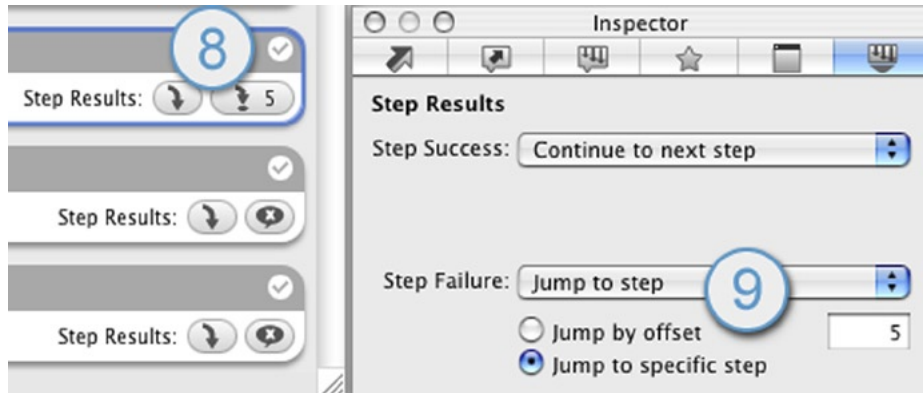 8
Step Results: 5
Step Results:
Step Results:
Inspector
Step Results
Step Success: Continue to next step
Step Failure: Jump to step
9
Jump by offset 5
Jump to specific step